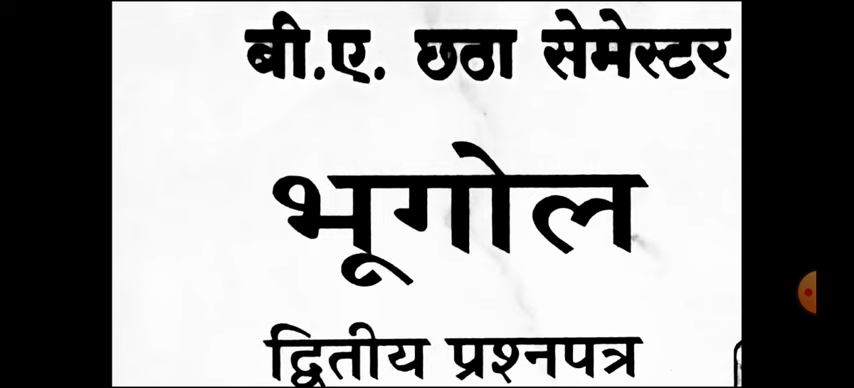 बी.ए. छठा सेमेस्टर
भूगोल
द्वितीय प्रश्नपत्र